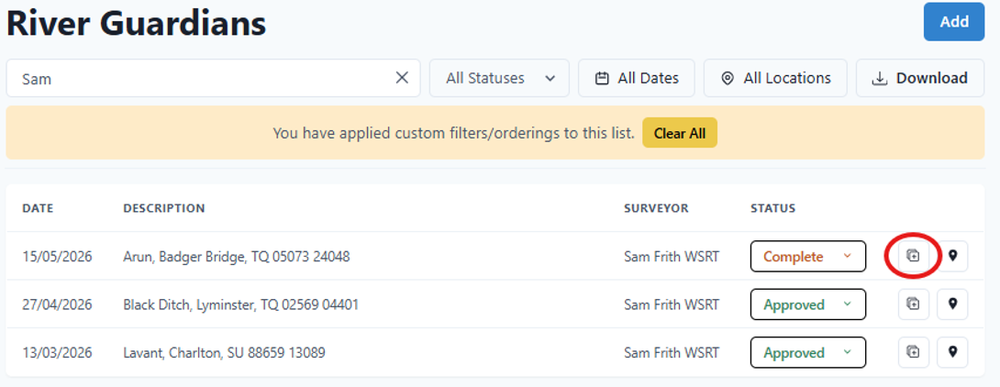 River Guardians
Add
Sam
All Statuses
All Dates
All Locations
Download
You have applied custom filters/orderings to this list. Clear All
DATE DESCRIPTION SURVEYOR STATUS
15/05/2026 Arun, Badger Bridge, TQ 05073 24048 Sam Frith WSRT Complete
27/04/2026 Black Ditch, Lyminster, TQ 02569 04401 Sam Frith WSRT Approved
13/03/2026 Lavant, Charlton, SU 88659 13089 Sam Frith WSRT Approved